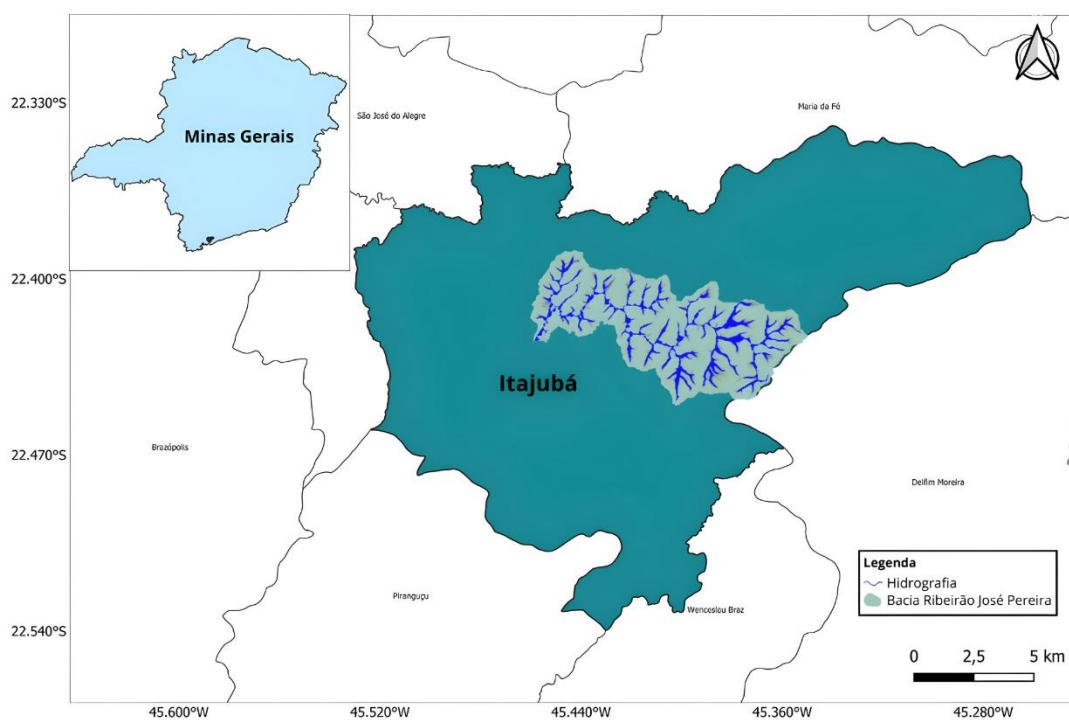 Minas Gerais
22.330°S
22.400°S
22.470°S
22.540°S
São José do Alegre
Maria da Fé
Itajubá
Brazópolis
Delfim Moreira
Piranguçu
Wenceslau Braz
Legenda
Hidrografia
Bacia Ribeirão José Pereira
0 2,5 5 km
45.600°W 45.520°W 45.440°W 45.360°W 45.280°W